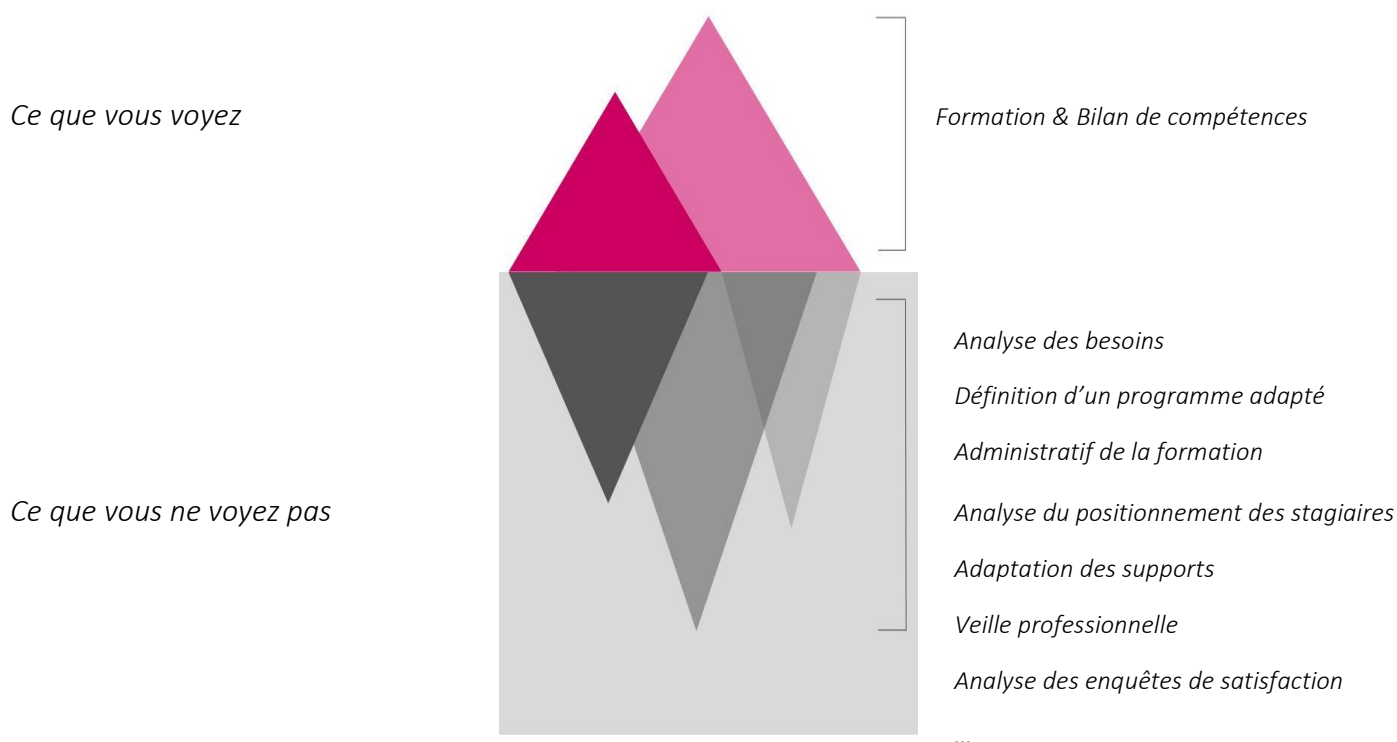 Ce que vous voyez
Formation & Bilan de compétences
Analyse des besoins
Définition d’un programme adapté
Administratif de la formation
Ce que vous ne voyez pas
Analyse du positionnement des stagiaires
Adaptation des supports
Veille professionnelle
Analyse des enquêtes de satisfaction
...